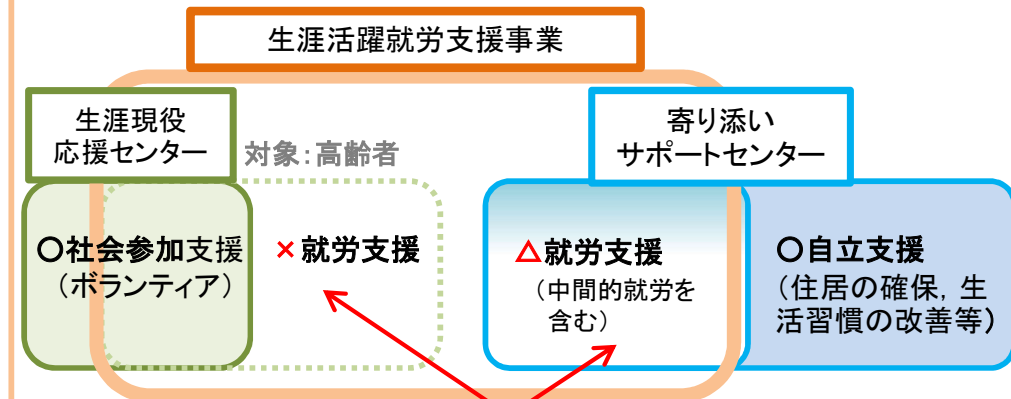 生涯活躍就労支援事業
生涯現役
応援センター
対象：高齢者
寄り添い
サポートセンター
〇社会参加支援
（ボランティア）
×就労支援
△就労支援
（中間的就労を
含む）
〇自立支援
（住居の確保，生
活習慣の改善等）